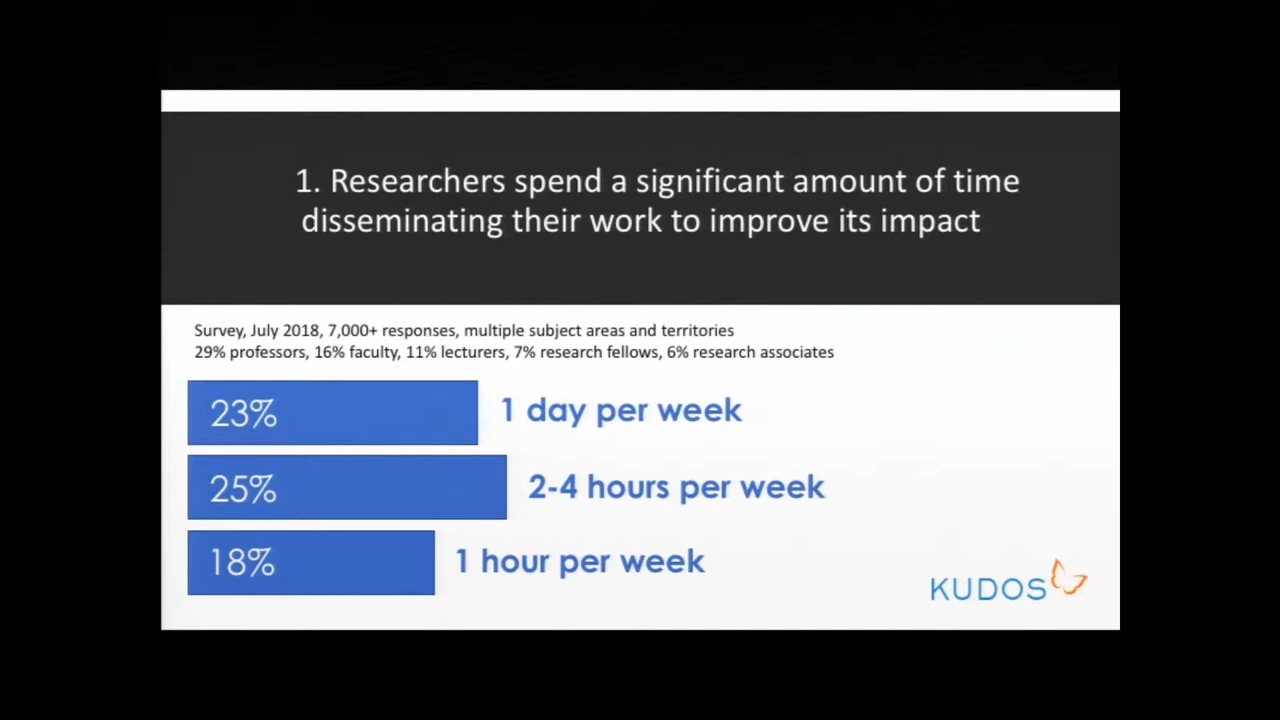 1. Researchers spend a significant amount of time
disseminating their work to improve its impact
Survey, July 2018, 7,000+ responses, multiple subject areas and territories
29% professors, 16% faculty, 11% lecturers, 7% research fellows, 6% research associates
23% 1 day per week
25% 2-4 hours per week
18% 1 hour per week
KUDOS